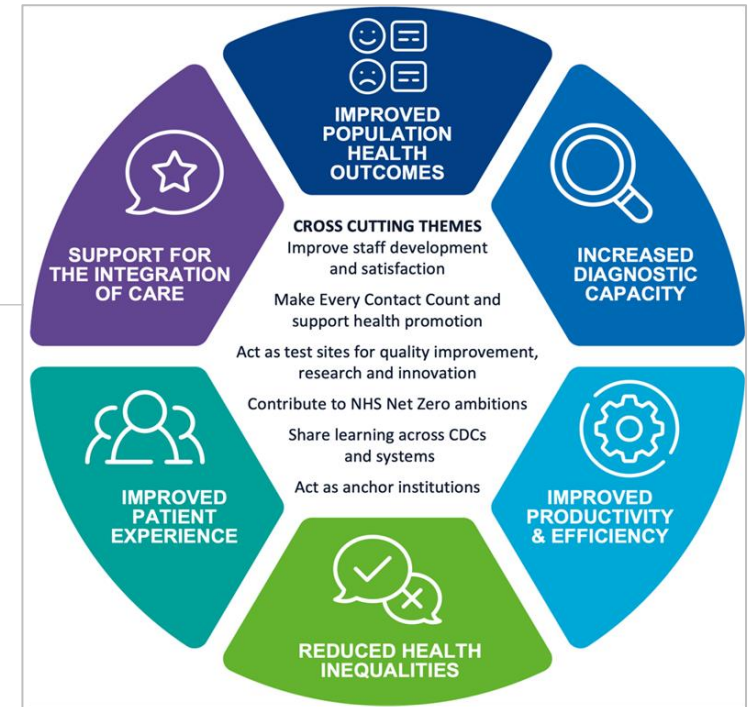 IMPROVED
POPULATION
HEALTH
OUTCOMES
INCREASED
DIAGNOSTIC
CAPACITY
IMPROVED
PRODUCTIVITY
& EFFICIENCY
REDUCED HEALTH
INEQUALITIES
IMPROVED
PATIENT
EXPERIENCE
SUPPORT FOR
THE INTEGRATION
OF CARE
CROSS CUTTING THEMES
Improve staff development
and satisfaction
Make Every Contact Count and
support health promotion
Act as test sites for quality improvement,
research and innovation
Contribute to NHS Net Zero ambitions
Share learning across CDCs
and systems
Act as anchor institutions